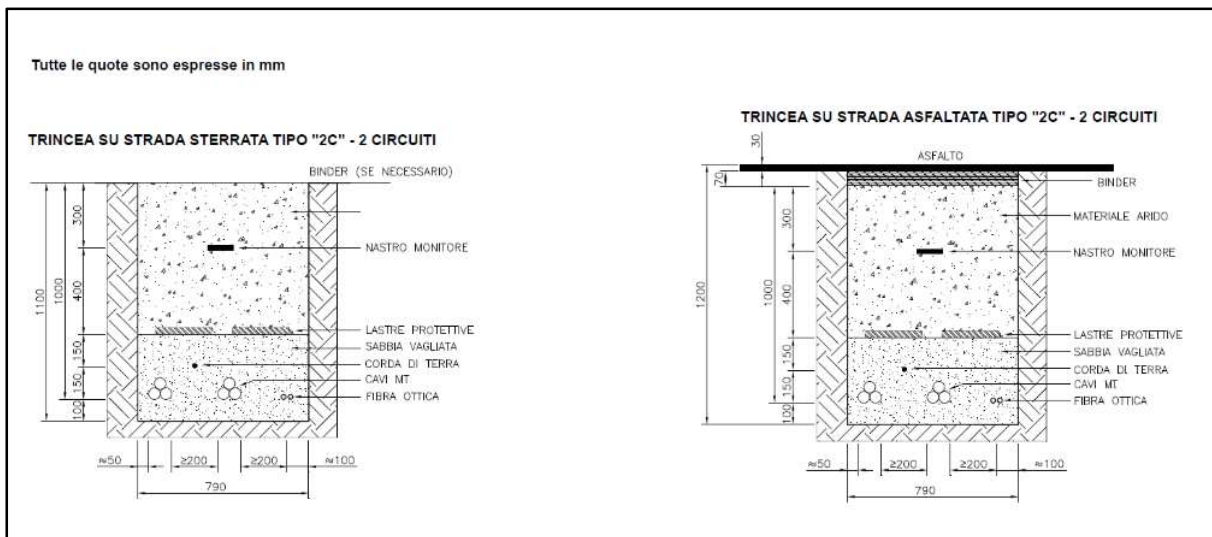 Tutte le quote sono espresse in mm
TRINCEA SU STRADA STERRATA TIPO "2C" - 2 CIRCUITI
BINDER (SE NECESSARIO)
300
NASTRO MONITORE
400
1000
1100
LASTRE PROTETTIVE
150
SABBIA VAGLIATA
CORDA DI TERRA
150
CAVI MT
100
FIBRA OTTICA
≈50
≥200
≥200
≈100
790
TRINCEA SU STRADA ASFALTATA TIPO "2C" - 2 CIRCUITI
30
ASFALTO
70
BINDER
300
MATERIALE ARIDO
NASTRO MONITORE
400
1000
1200
LASTRE PROTETTIVE
150
SABBIA VAGLIATA
CORDA DI TERRA
150
CAVI MT
100
FIBRA OTTICA
≈50
≥200
≥200
≈100
790